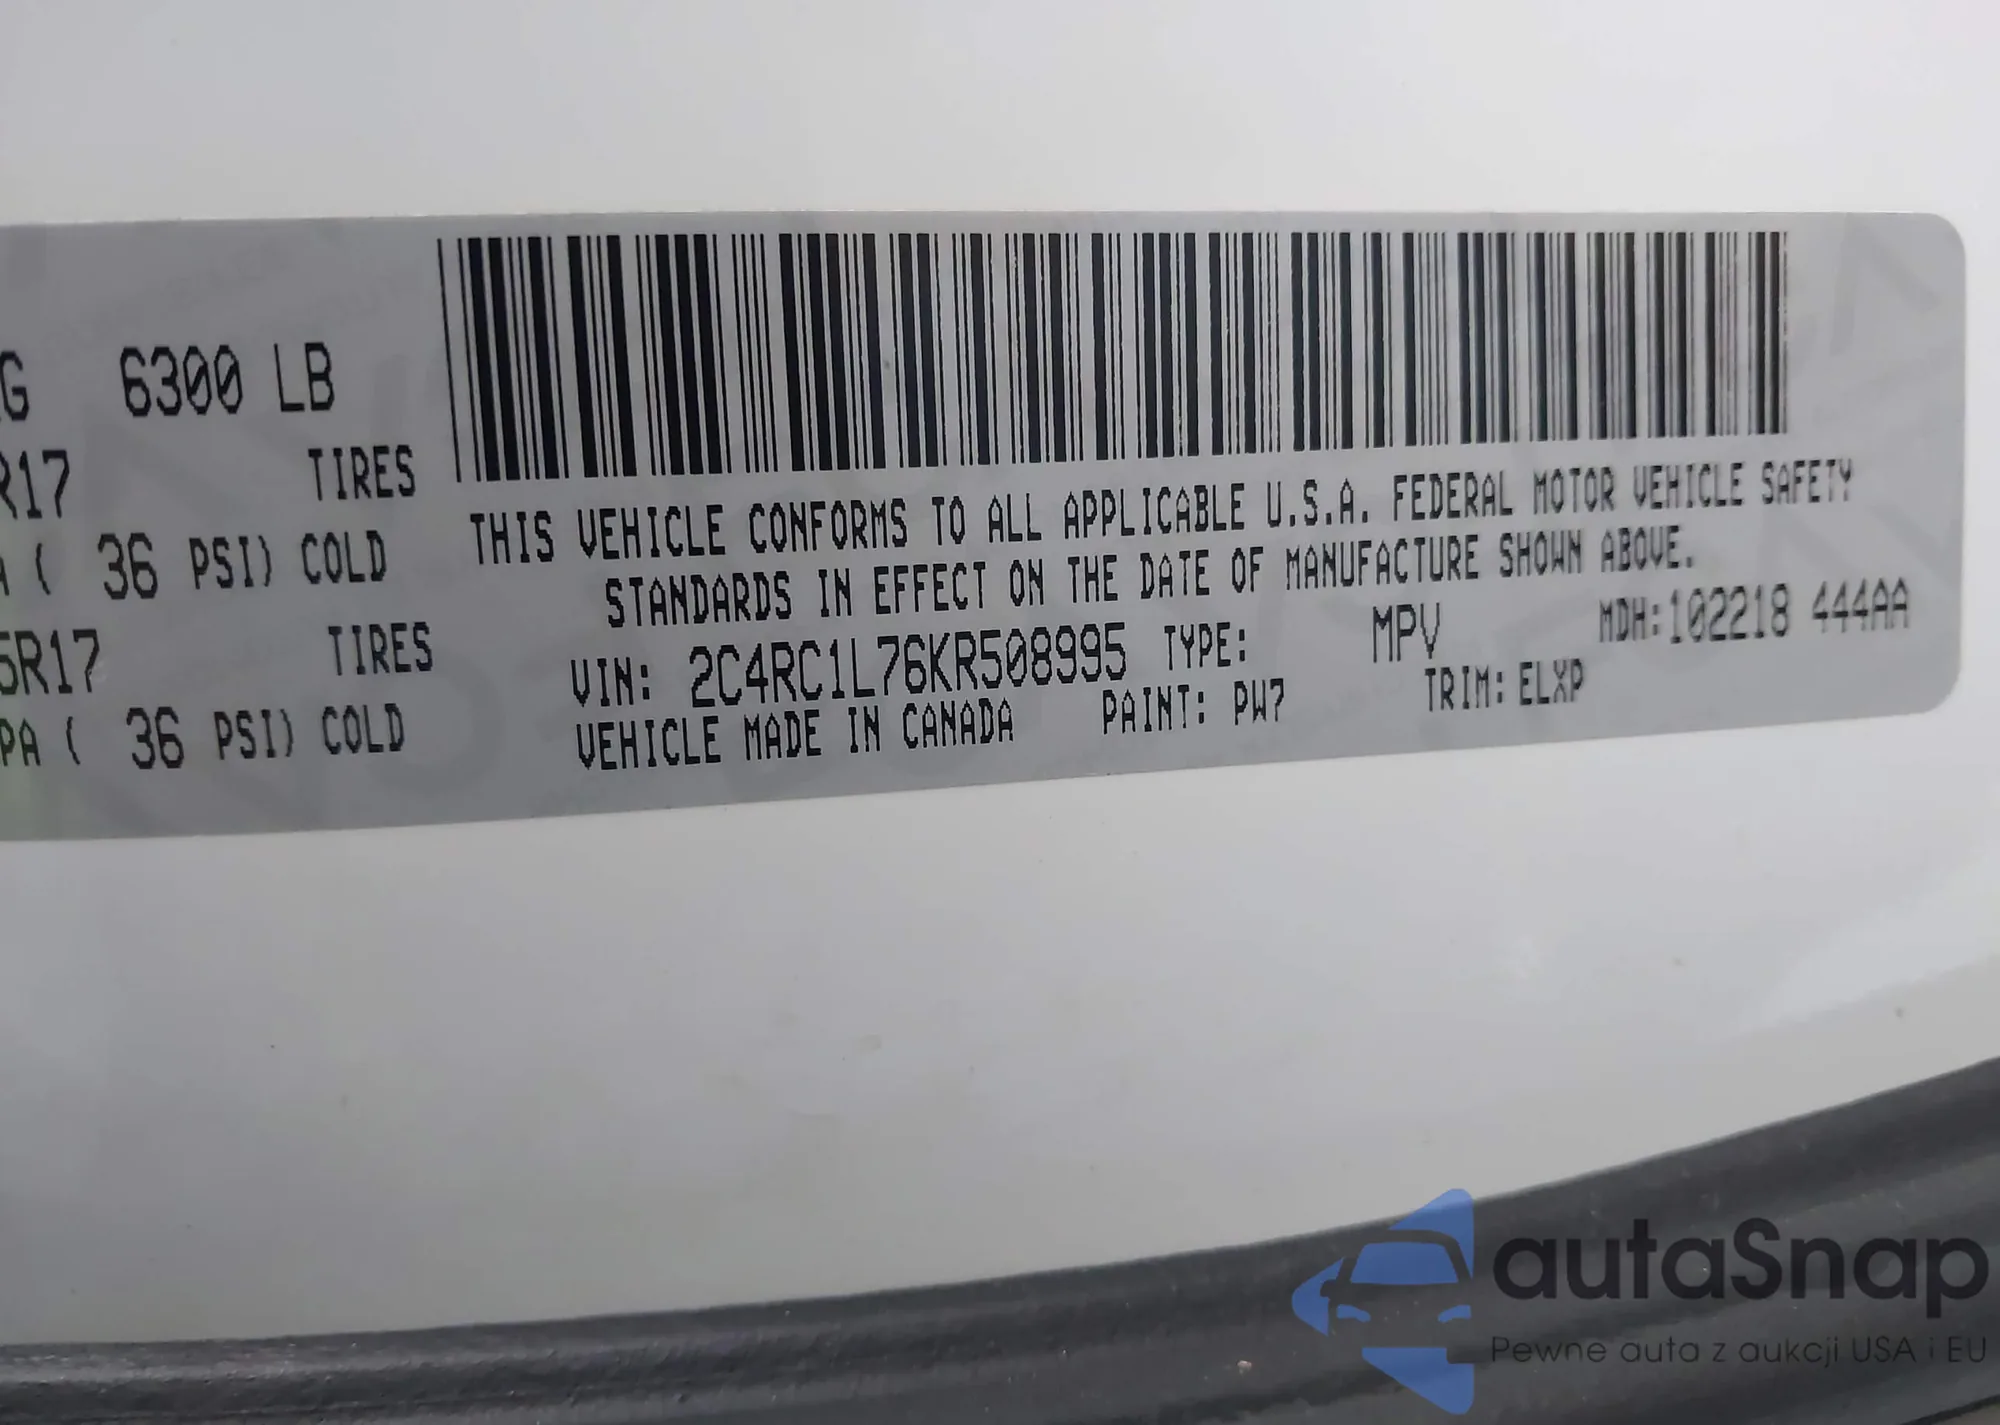 G 6300 LB
R17 TIRES
A ( 36 PSI) COLD
5R17 TIRES
PA ( 36 PSI) COLD
THIS VEHICLE CONFORMS TO ALL APPLICABLE U.S.A. FEDERAL MOTOR VEHICLE SAFETY
STANDARDS IN EFFECT ON THE DATE OF MANUFACTURE SHOWN ABOVE.
VIN: 2C4RC1L76KR508995 TYPE: MPV MDH:102218 444AA
VEHICLE MADE IN CANADA PAINT: PW7 TRIM: ELXP
autaSnap
Pewne auta z aukcji USA i EU